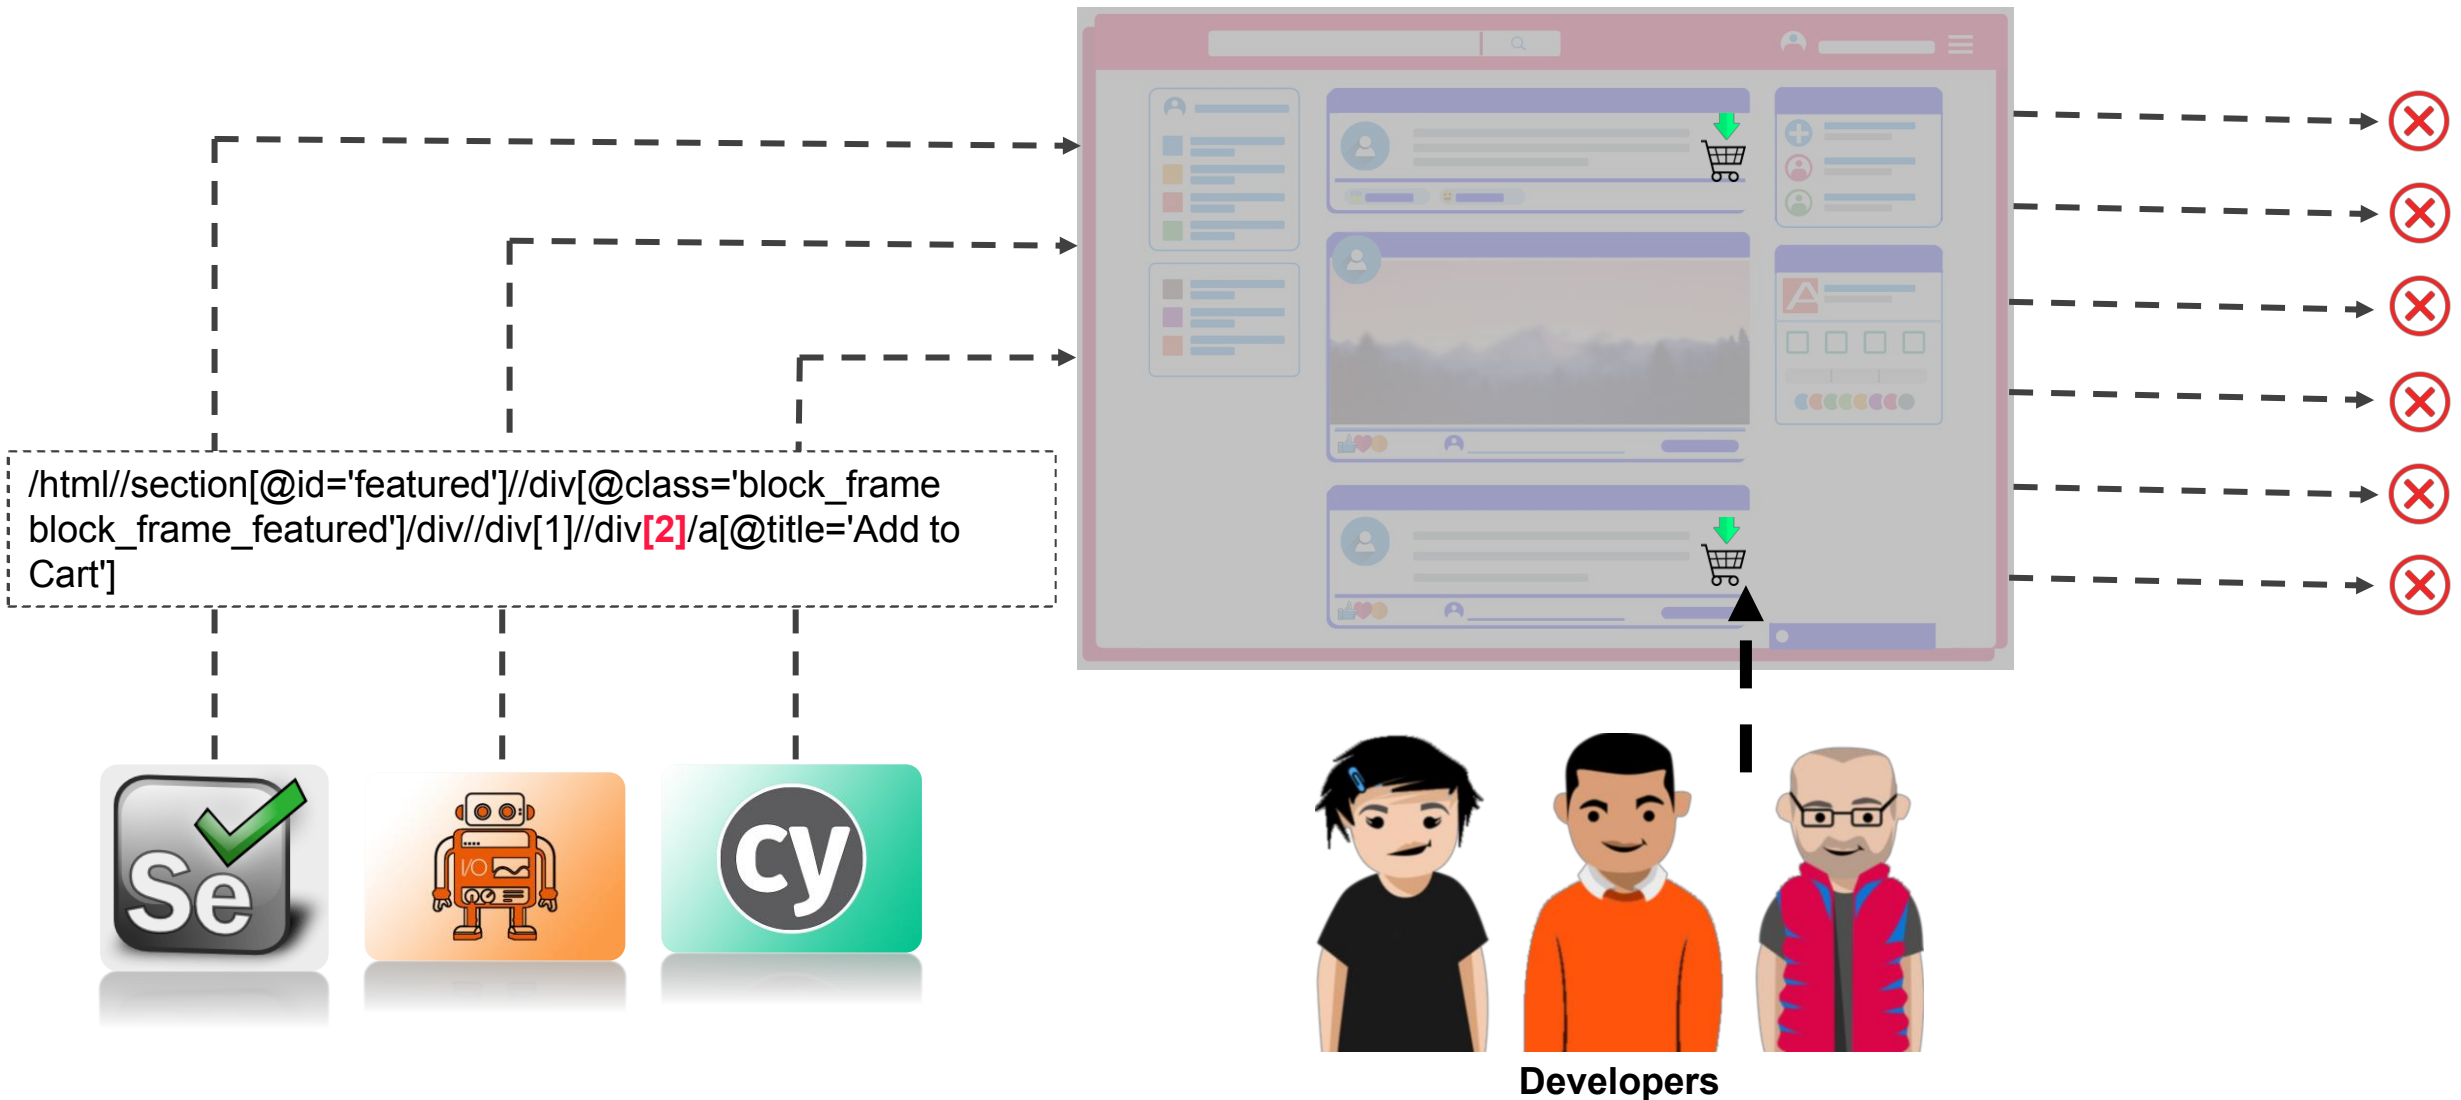 /html//section[@id='featured']//div[@class='block_frame
block_frame_featured']/div//div[1]//div[2]/a[@title='Add to
Cart']
Se
I/O
cy
A
Developers